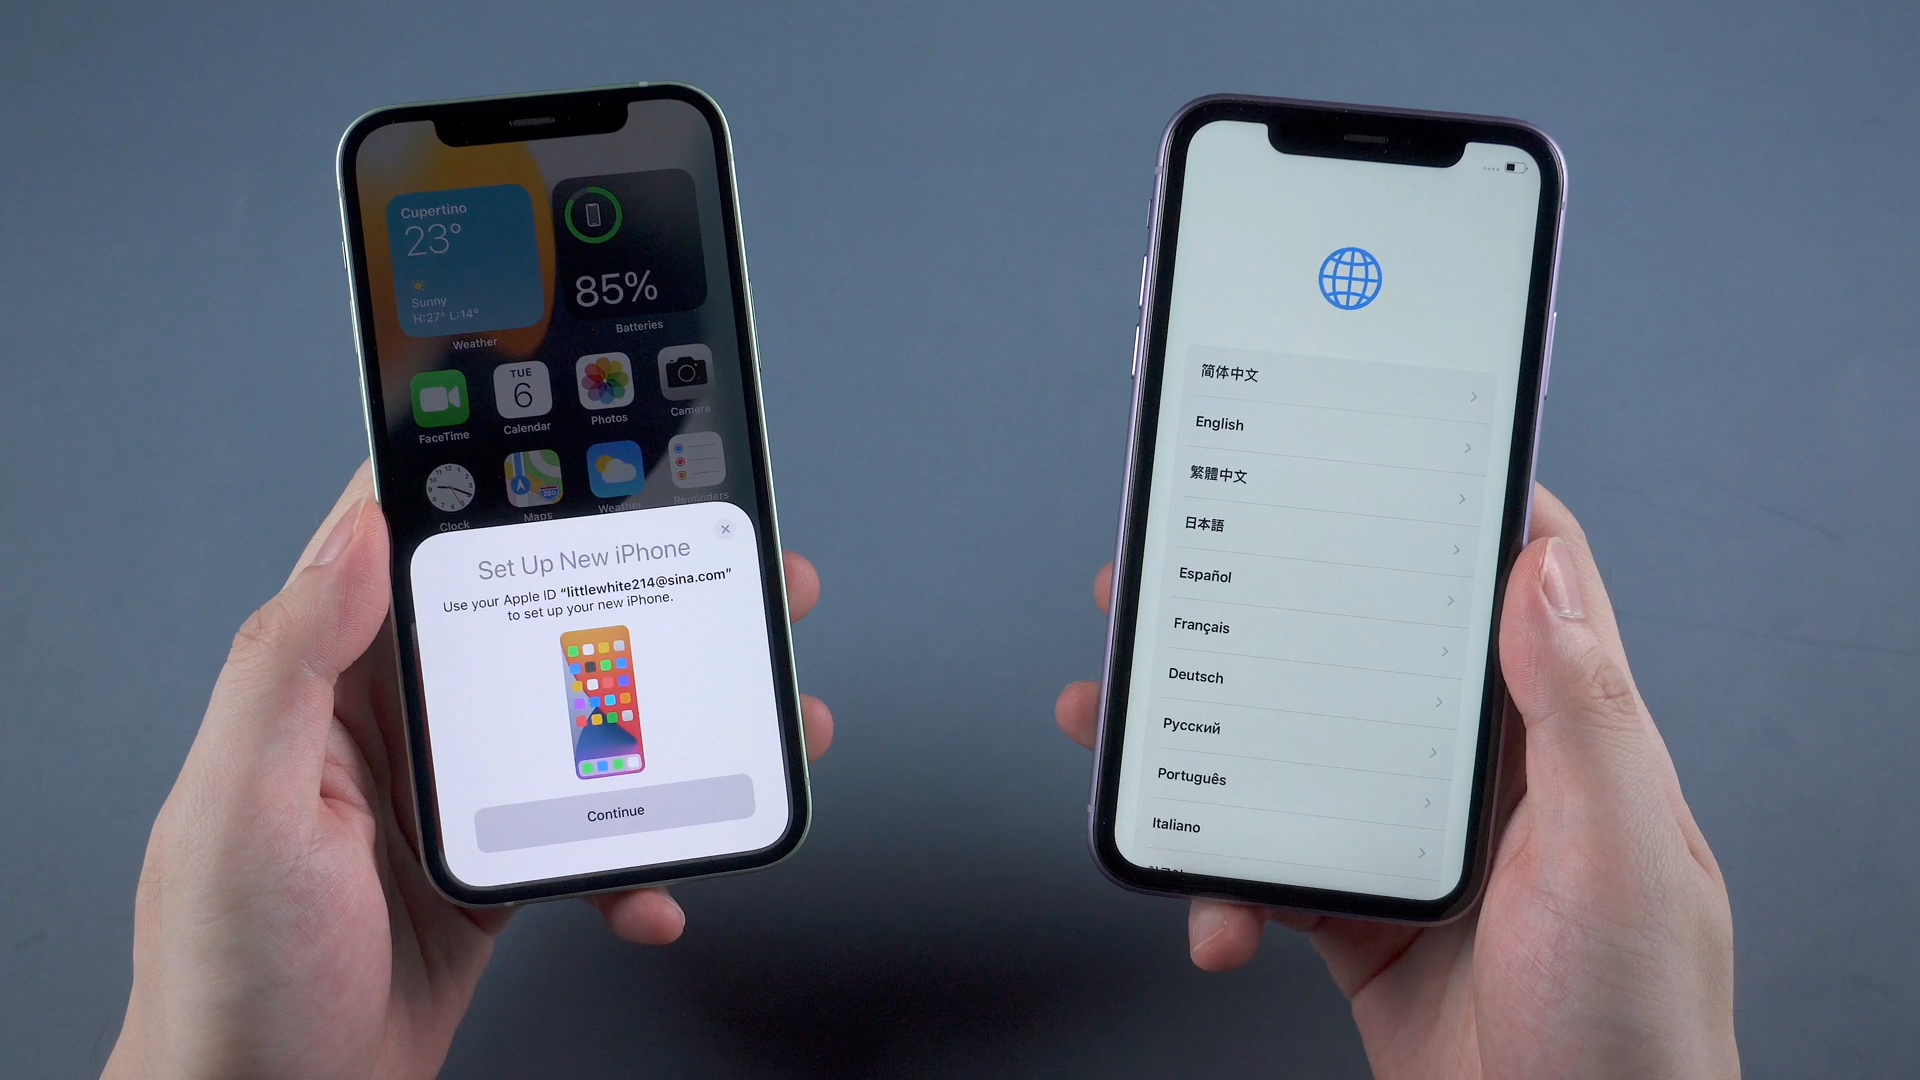 Cupertino
23°
Sunny
H:27° L:14°
Weather
85%
Batteries
FaceTime
TUE
6
Calendar
Photos
Camera
Clock
280
Maps
Weather
Reminders
Set Up New iPhone
Use your Apple ID “littlewhite214@sina.com”
to set up your new iPhone.
Continue
简体中文
English
繁體中文
日本語
Español
Français
Deutsch
Русский
Português
Italiano